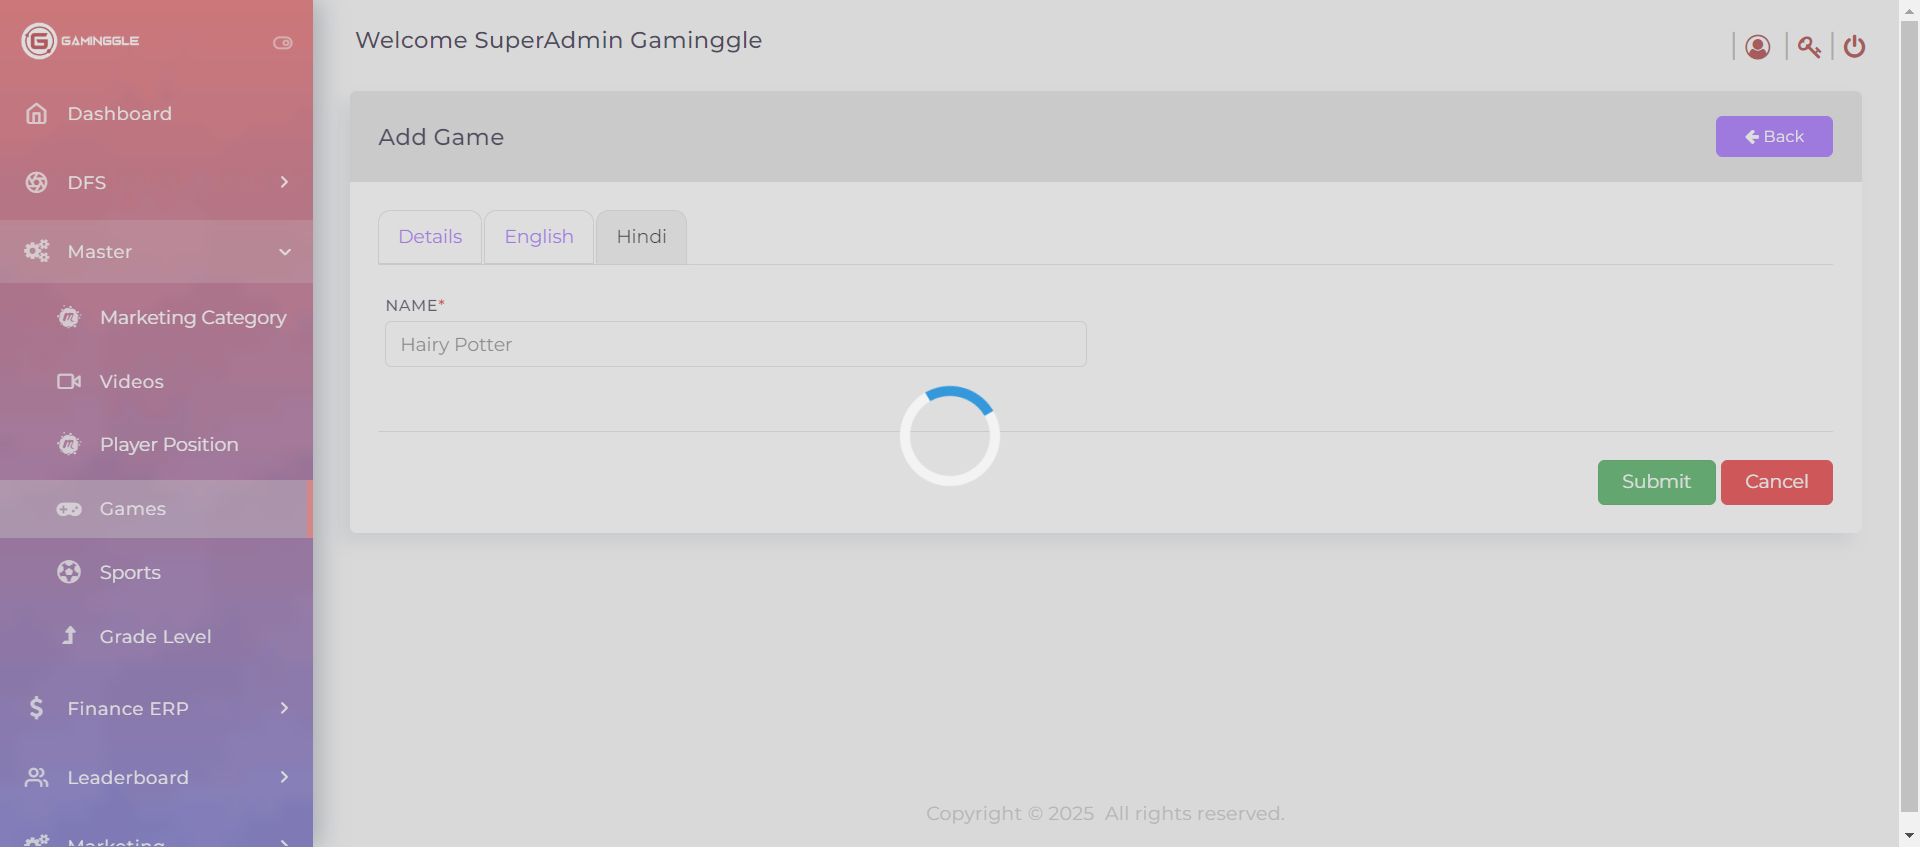 GAMINGGLE
Welcome SuperAdmin Gaminggle
Dashboard
DFS
Master
Marketing Category
Videos
Player Position
Games
Sports
Grade Level
Finance ERP
Leaderboard
Marketing
Add Game
Back
Details
English
Hindi
NAME*
Hairy Potter
Submit
Cancel
Copyright © 2025 All rights reserved.